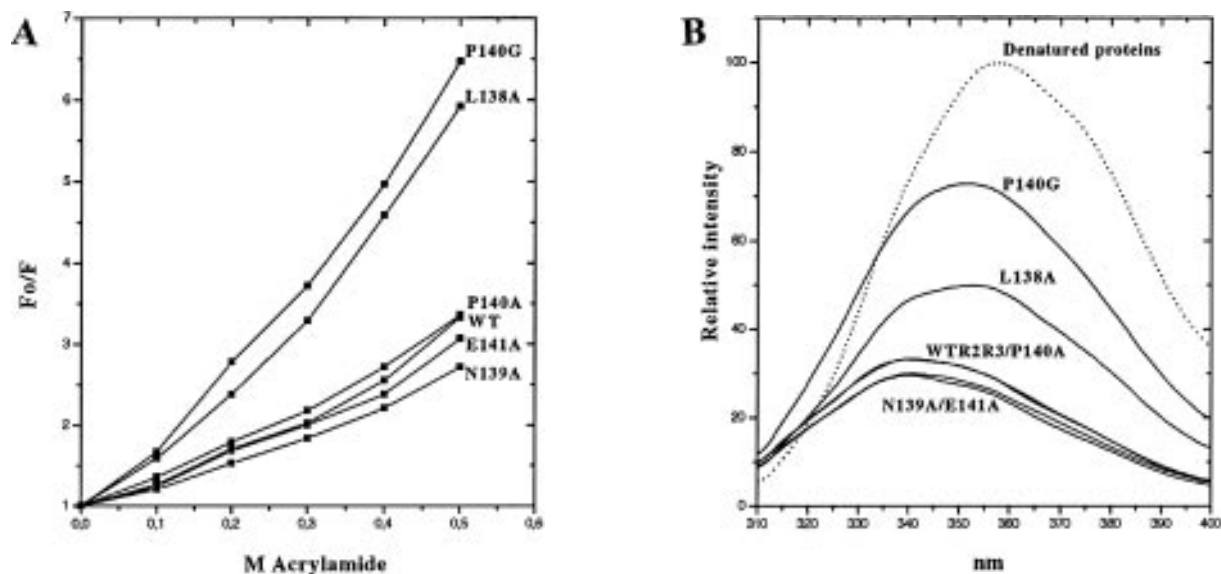 A
7
P140G
6
L138A
5
Fo/F
4
P140A
WT
3
E141A
N139A
2
1
0,0 0,1 0,2 0,3 0,4 0,5 0,6
M Acrylamide
B
Denatured proteins
100
80
P140G
Relative intensity
60
L138A
40
WTR2R3/P140A
20
N139A/E141A
0
310 320 330 340 350 360 370 380 390 400
nm